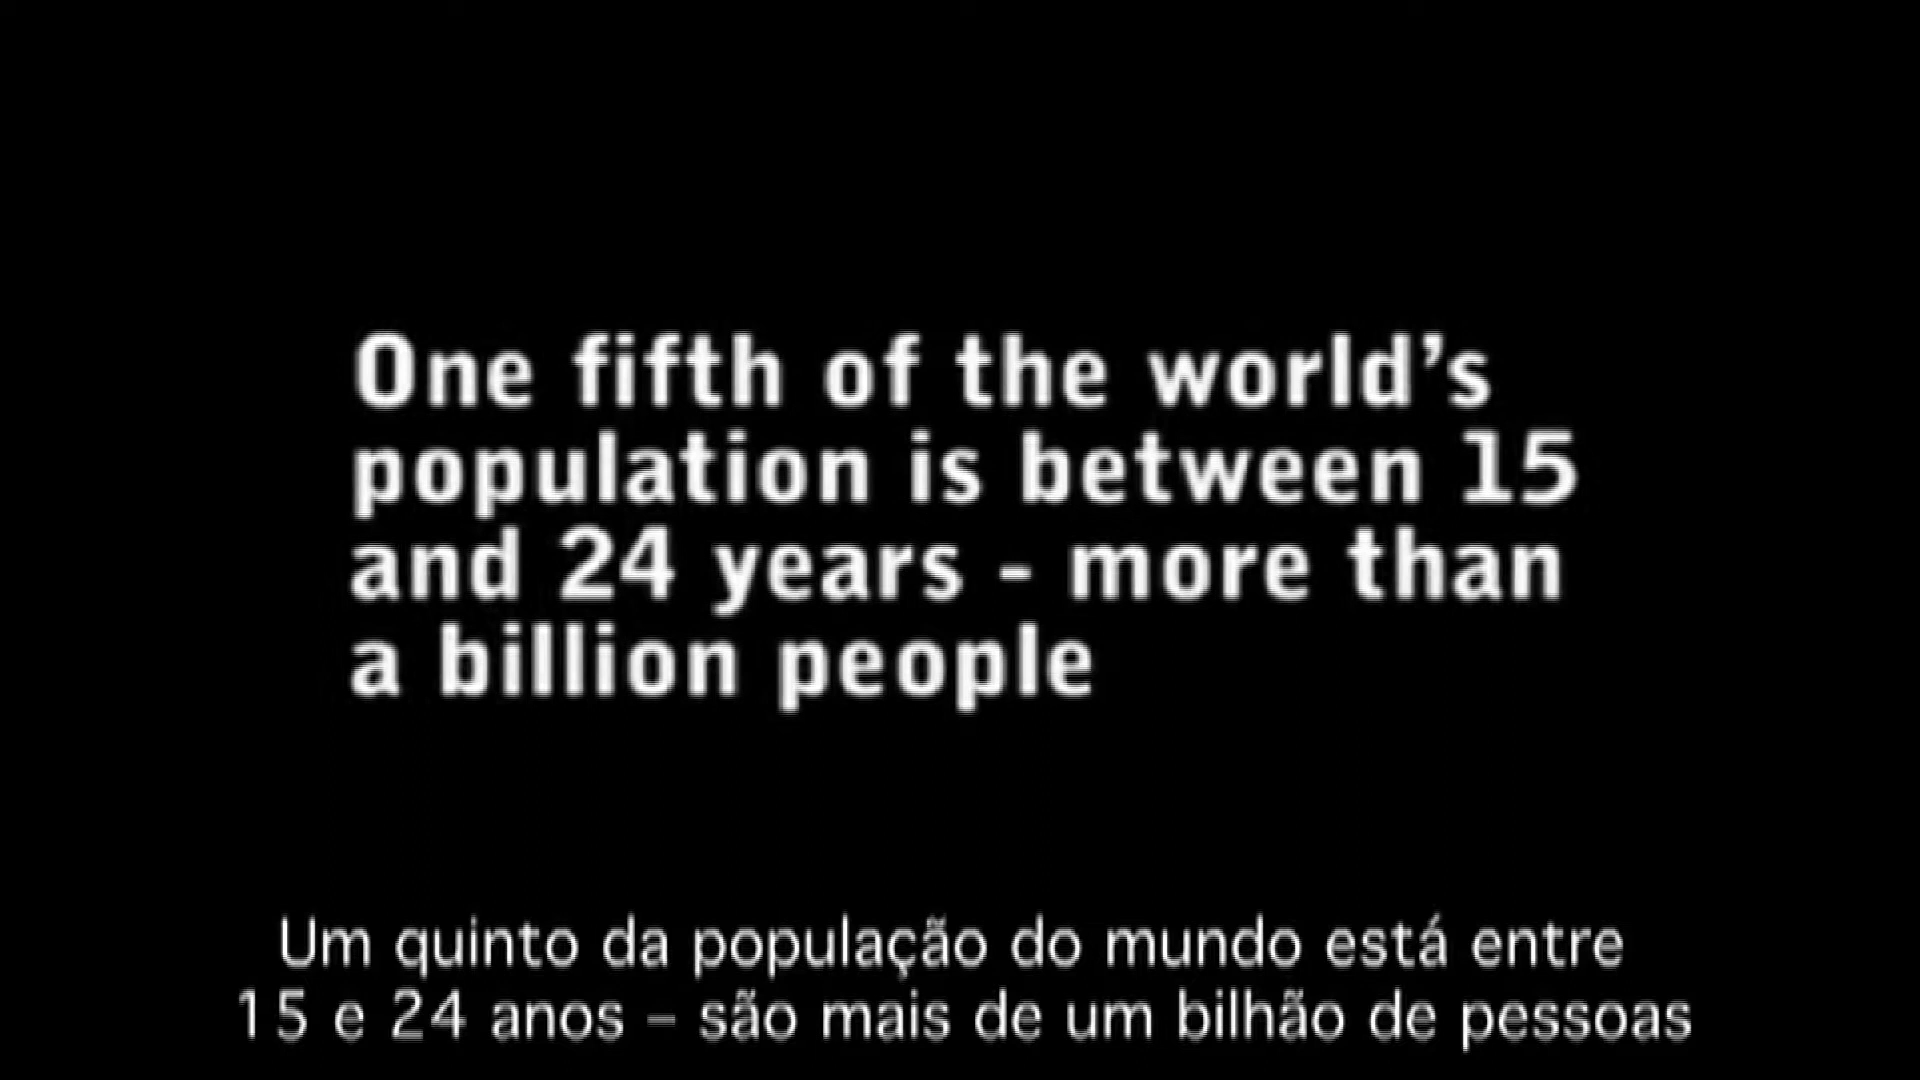 One fifth of the world’s
population is between 15
and 24 years - more than
a billion people
Um quinto da população do mundo está entre
15 e 24 anos – são mais de um bilhão de pessoas